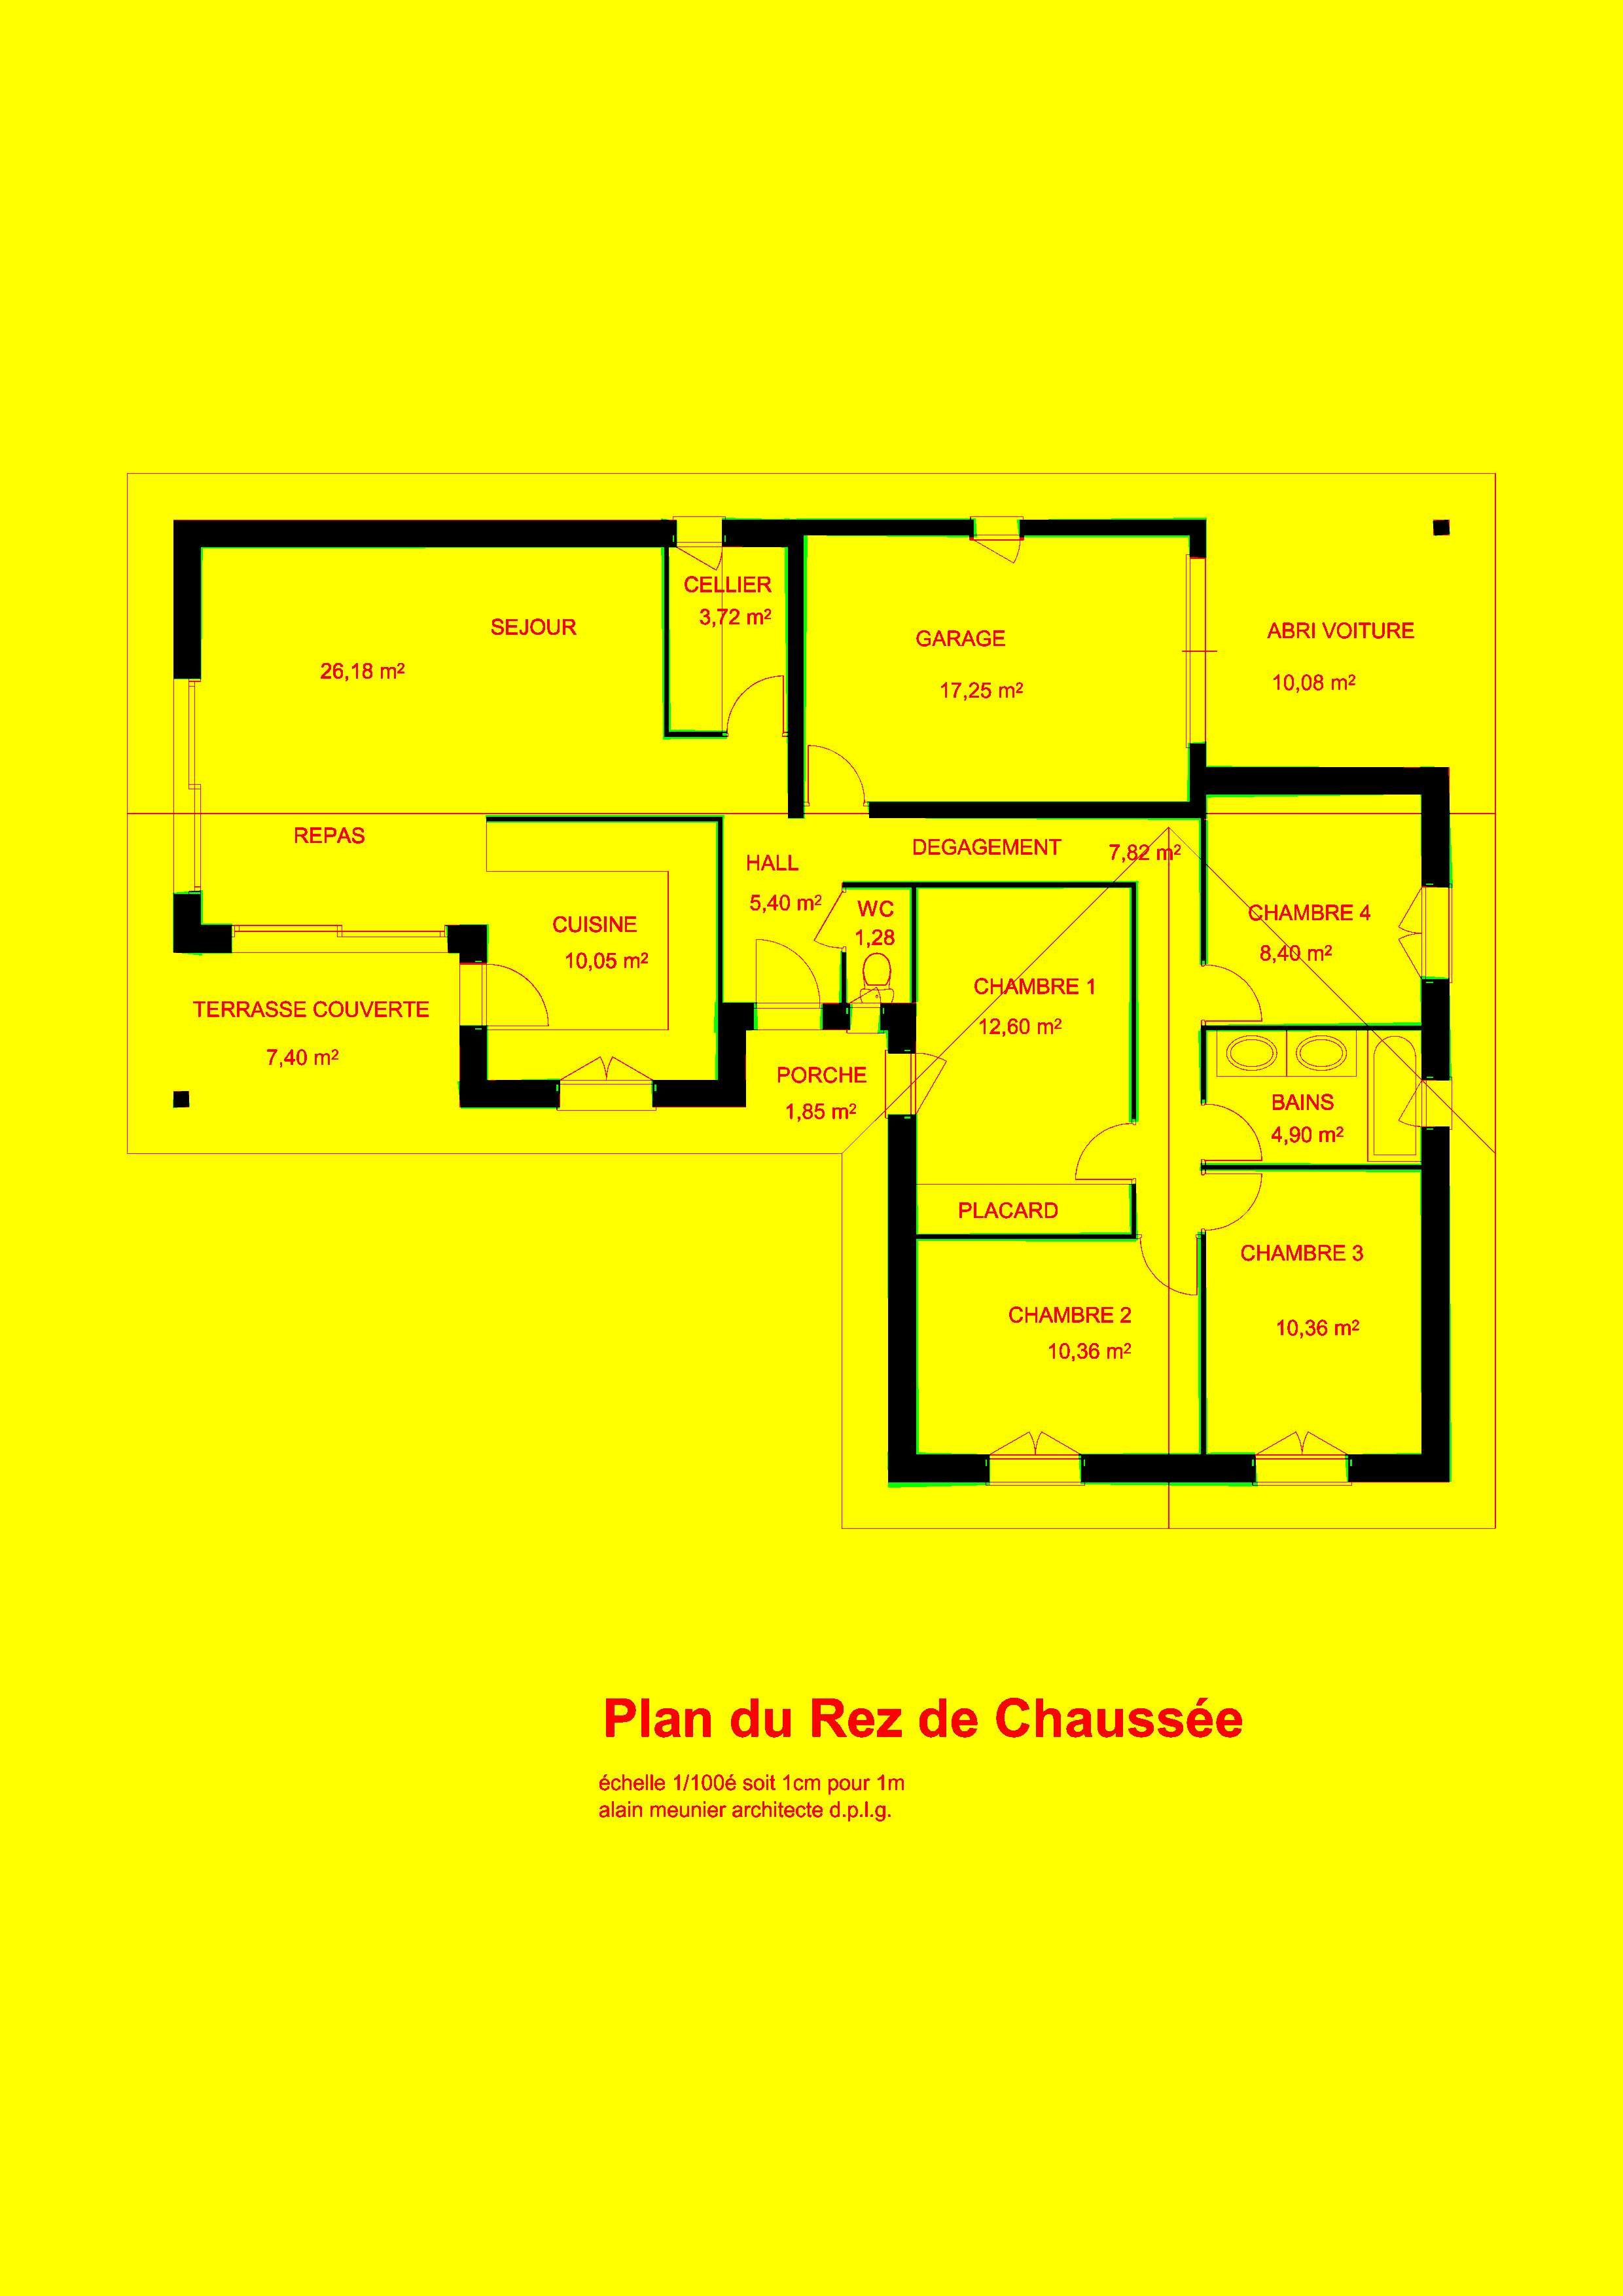 CELLIER
3,72 m²
SEJOUR
26,18 m²
GARAGE
17,25 m²
ABRI VOITURE
10,08 m²
REPAS
HALL
5,40 m²
DEGAGEMENT
7,82 m²
WC
1,28
CUISINE
10,05 m²
CHAMBRE 4
8,40 m²
CHAMBRE 1
12,60 m²
TERRASSE COUVERTE
7,40 m²
PORCHE
1,85 m²
BAINS
4,90 m²
PLACARD
CHAMBRE 3
10,36 m²
CHAMBRE 2
10,36 m²
Plan du Rez de Chaussée
échelle 1/100é soit 1cm pour 1m
alain meunier architecte d.p.l.g.